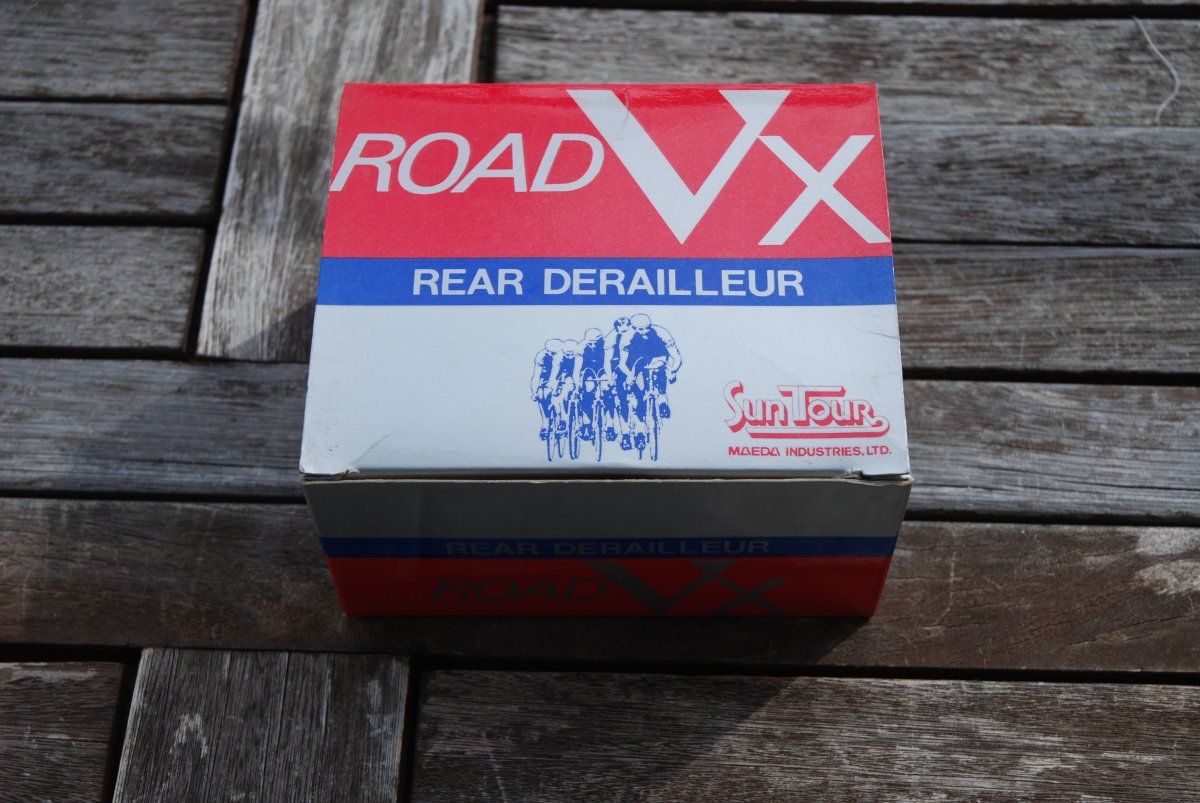 ROAD Vx
REAR DERAILLEUR
SunTour
MAEDA INDUSTRIES, LTD.
REAR DERAILLEUR
ROAD Vx